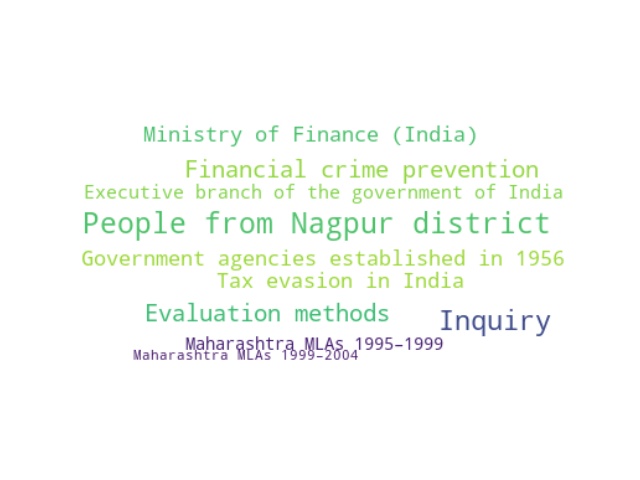 Ministry of Finance (India)
Financial crime prevention
Executive branch of the government of India
People from Nagpur district
Government agencies established in 1956
Tax evasion in India
Evaluation methods
Inquiry
Maharashtra MLAs 1995–1999
Maharashtra MLAs 1999–2004